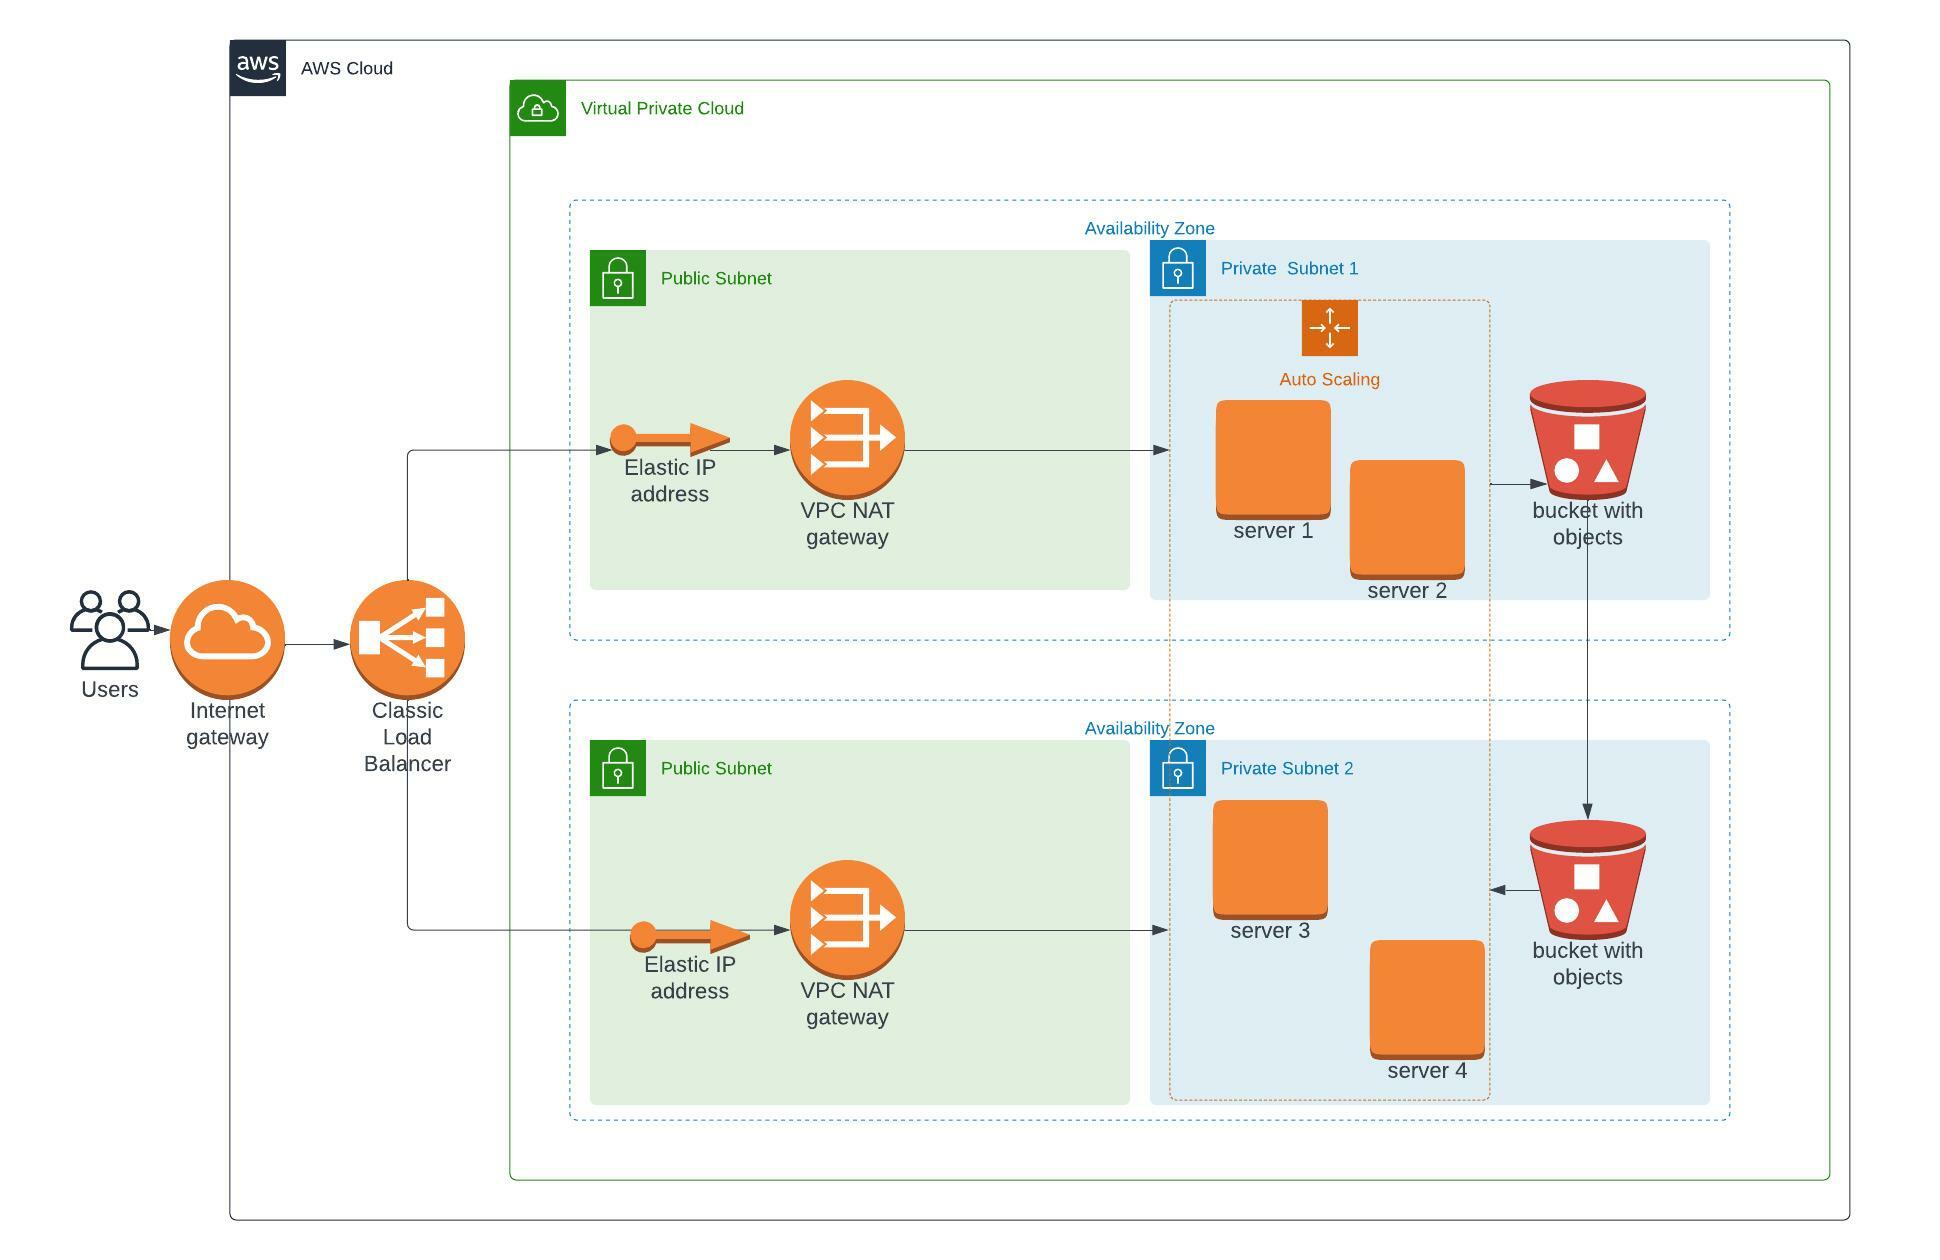 aws
AWS Cloud
Virtual Private Cloud
Availability Zone
Public Subnet
Private  Subnet 1
Auto Scaling
Elastic IP
address
VPC NAT
gateway
server 1
server 2
bucket with
objects
Users
Internet
gateway
Classic
Load
Balancer
Availability Zone
Public Subnet
Private Subnet 2
Elastic IP
address
VPC NAT
gateway
server 3
server 4
bucket with
objects